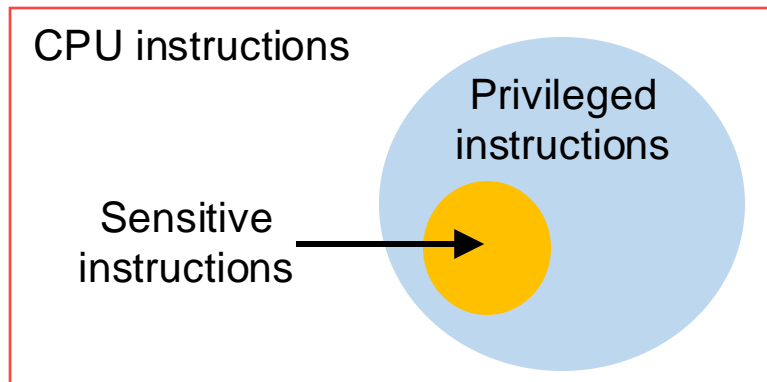 CPU instructions
Privileged
instructions
Sensitive
instructions